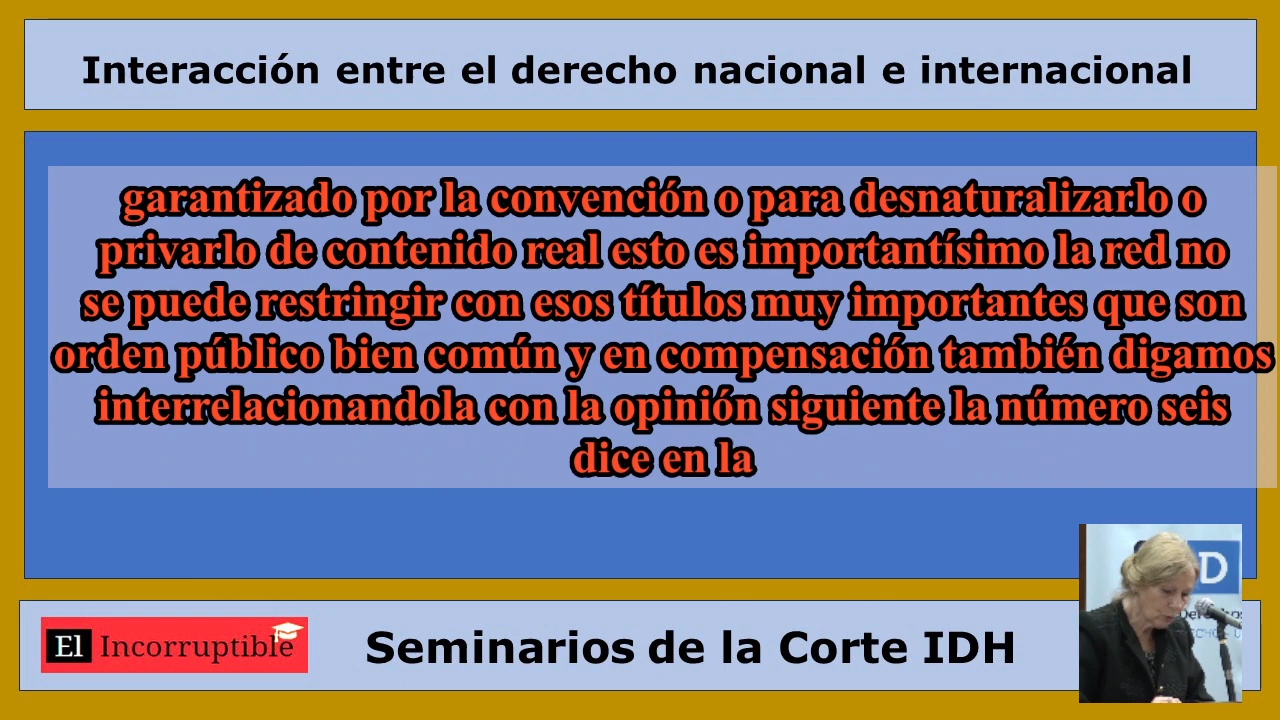 Interacción entre el derecho nacional e internacional
garantizado por la convención o para desnaturalizarlo o
privarlo de contenido real esto es importantísimo la red no
se puede restringir con esos títulos muy importantes que son
orden público bien común y en compensación también digamos
interrelacionandola con la opinión siguiente la número seis
dice en la
El Incorruptible
Seminarios de la Corte IDH
D